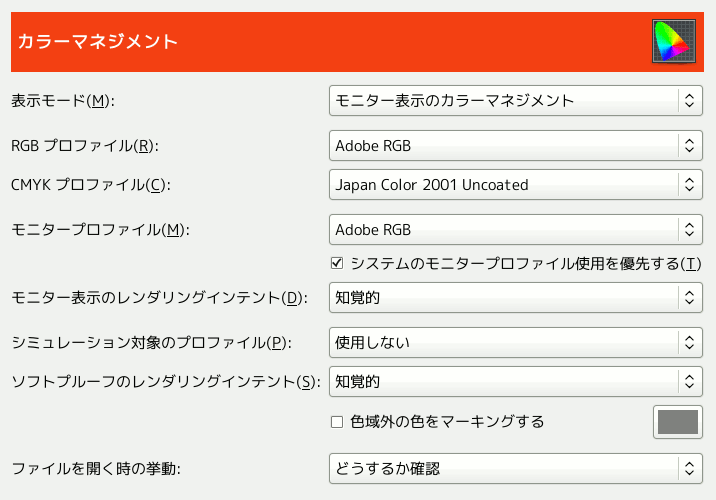 カラーマネジメント
表示モード(M): モニター表示のカラーマネジメント
RGB プロファイル(R): Adobe RGB
CMYK プロファイル(C): Japan Color 2001 Uncoated
モニタープロファイル(M): Adobe RGB
システムのモニタープロファイル使用を優先する(T)
モニター表示のレンダリングインテント(D): 知覚的
シミュレーション対象のプロファイル(P): 使用しない
ソフトプルーフのレンダリングインテント(S): 知覚的
色域外の色をマーキングする
ファイルを開く時の挙動: どうするか確認